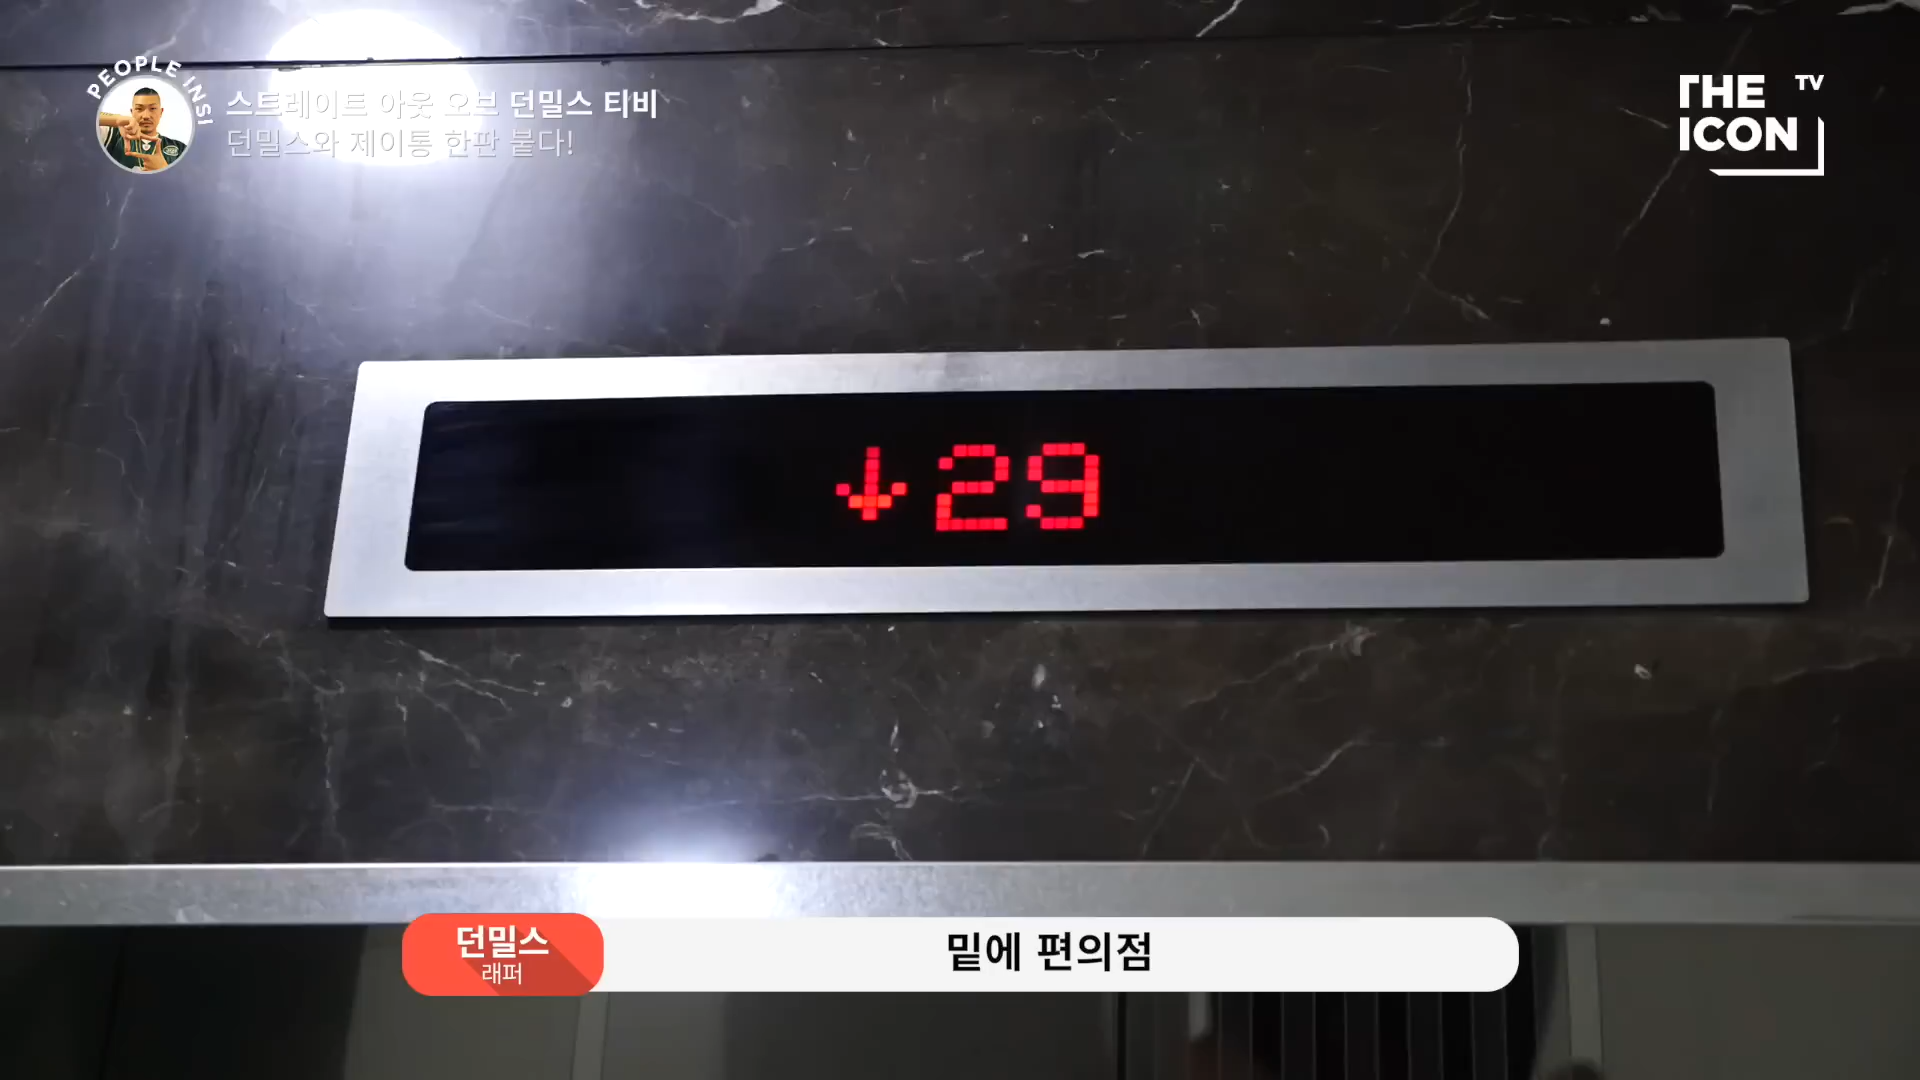 PEOPLE INSI
스트레이트 아웃 오브 던밀스 티비
던밀스와 제이통 한판 붙다!
THE TV
ICON
↓29
던밀스
래퍼
밑에 편의점